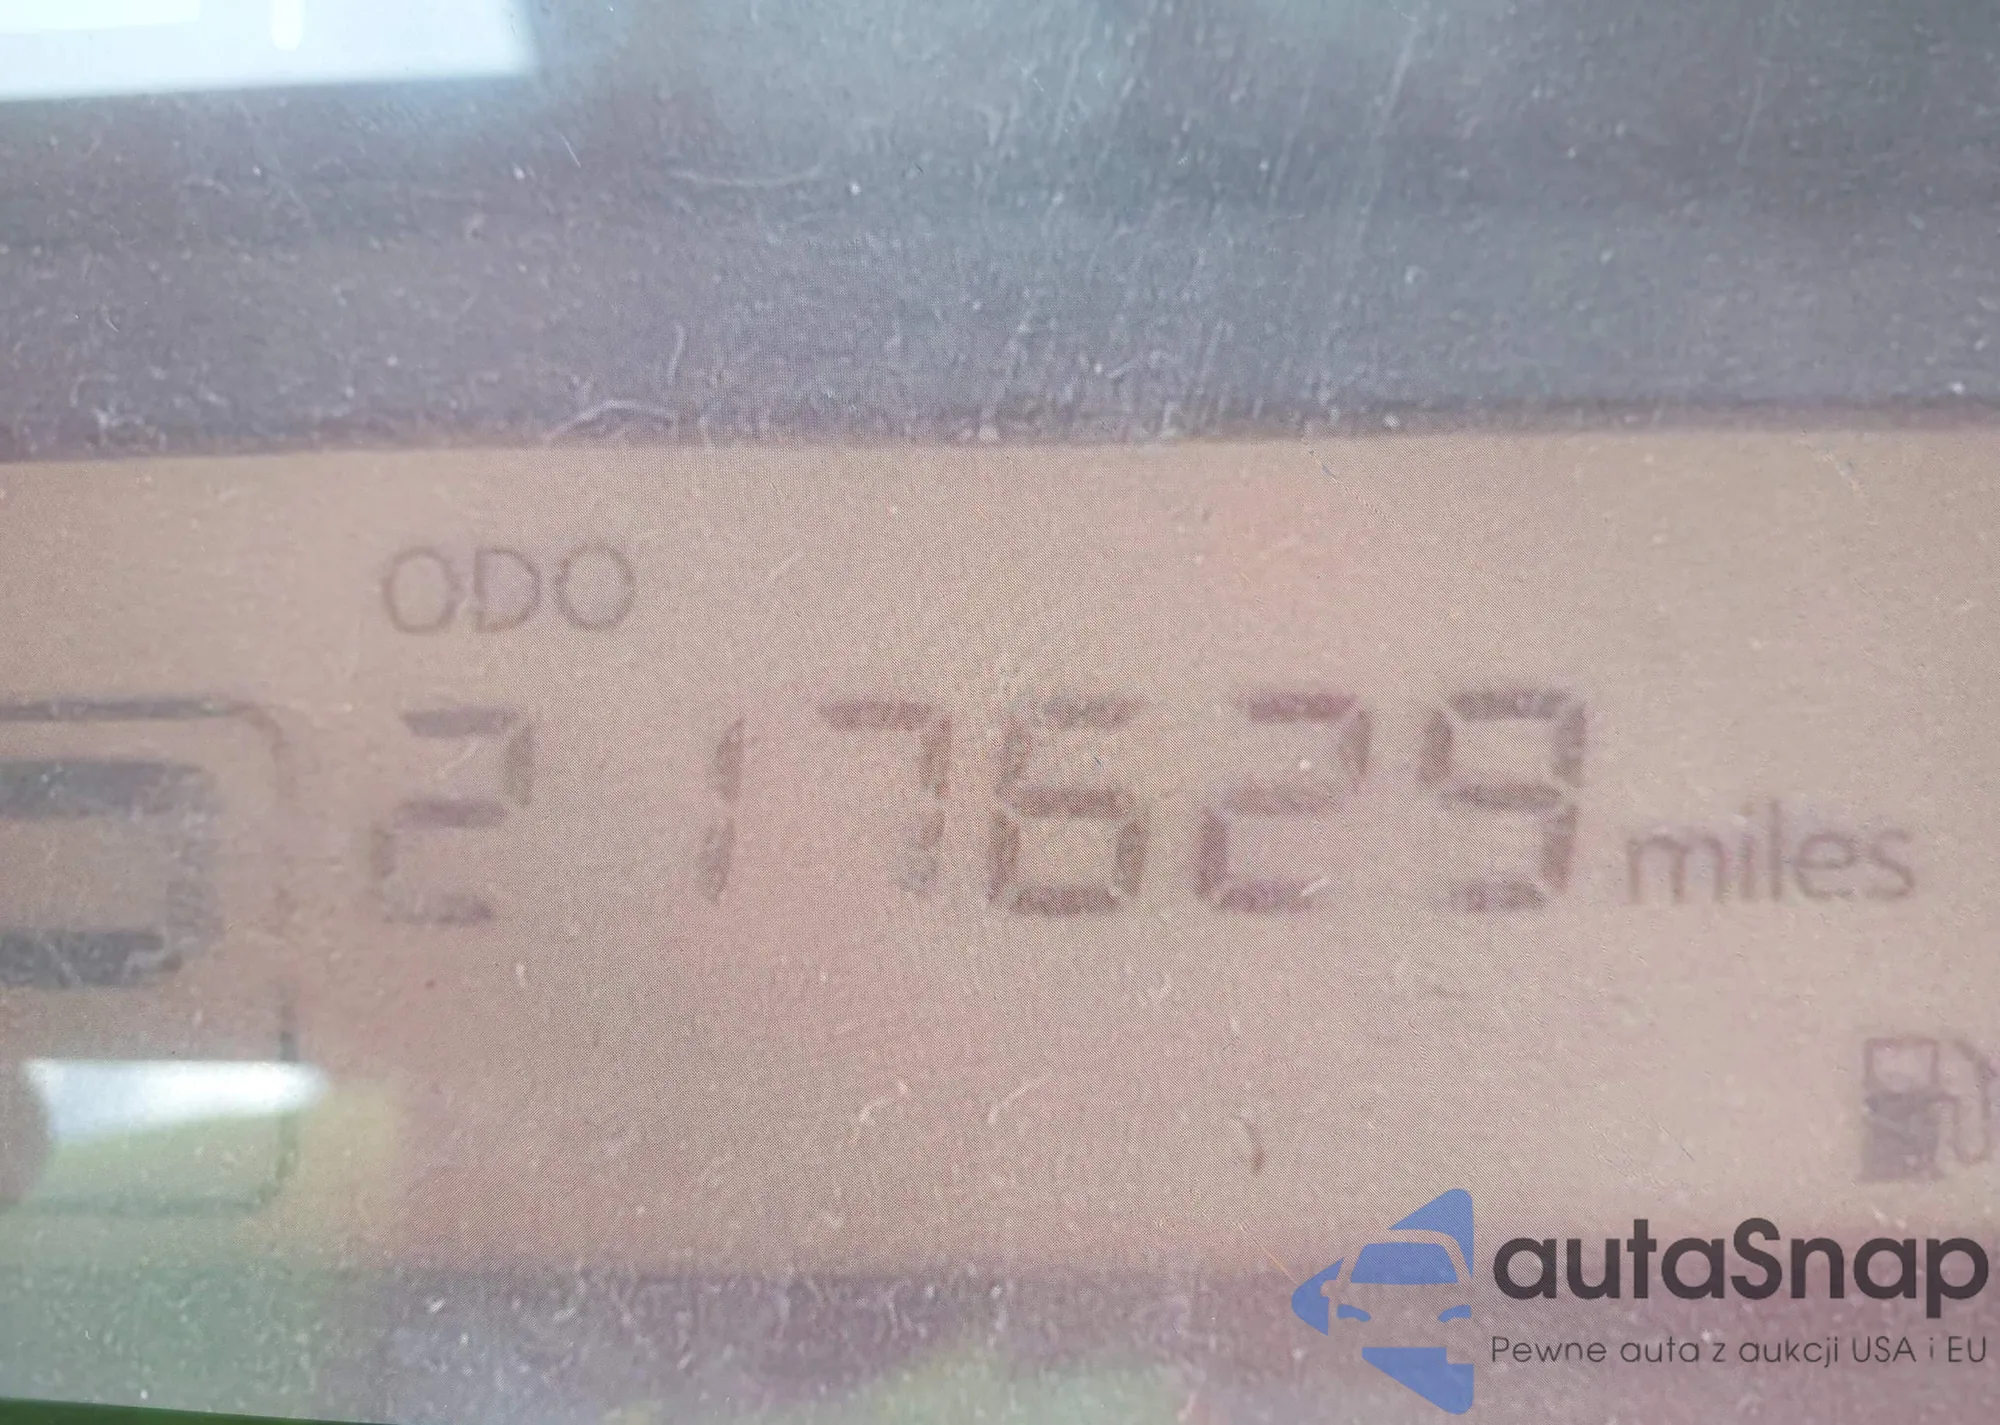 ODO
217629 miles
autaSnap
Pewne auta z aukcji USA i EU